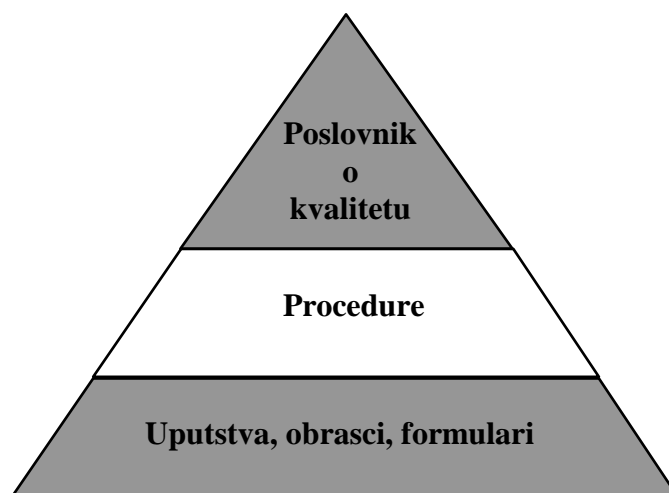 Poslovnik
o
kvalitetu
Procedure
Uputstva, obrasci, formulari